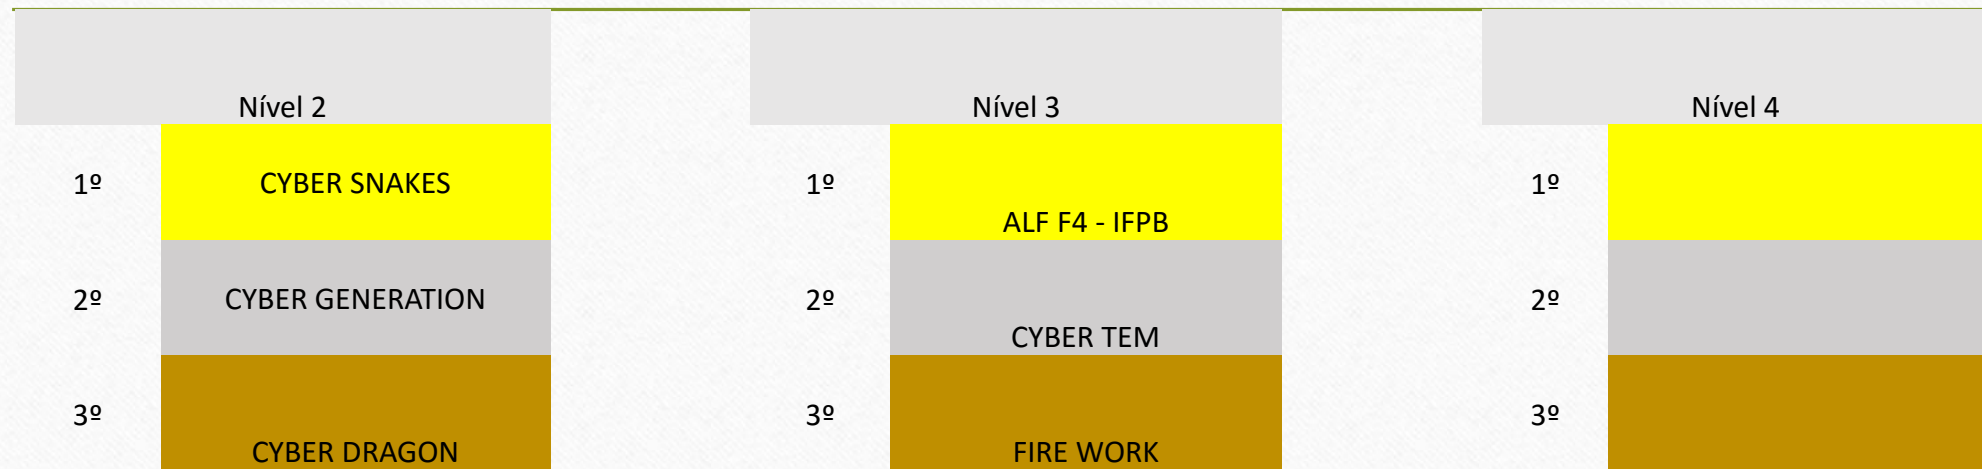 Nível 2
1º CYBER SNAKES
2º CYBER GENERATION
3º CYBER DRAGON
Nível 3
1º ALF F4 - IFPB
2º CYBER TEM
3º FIRE WORK
Nível 4
1º
2º
3º